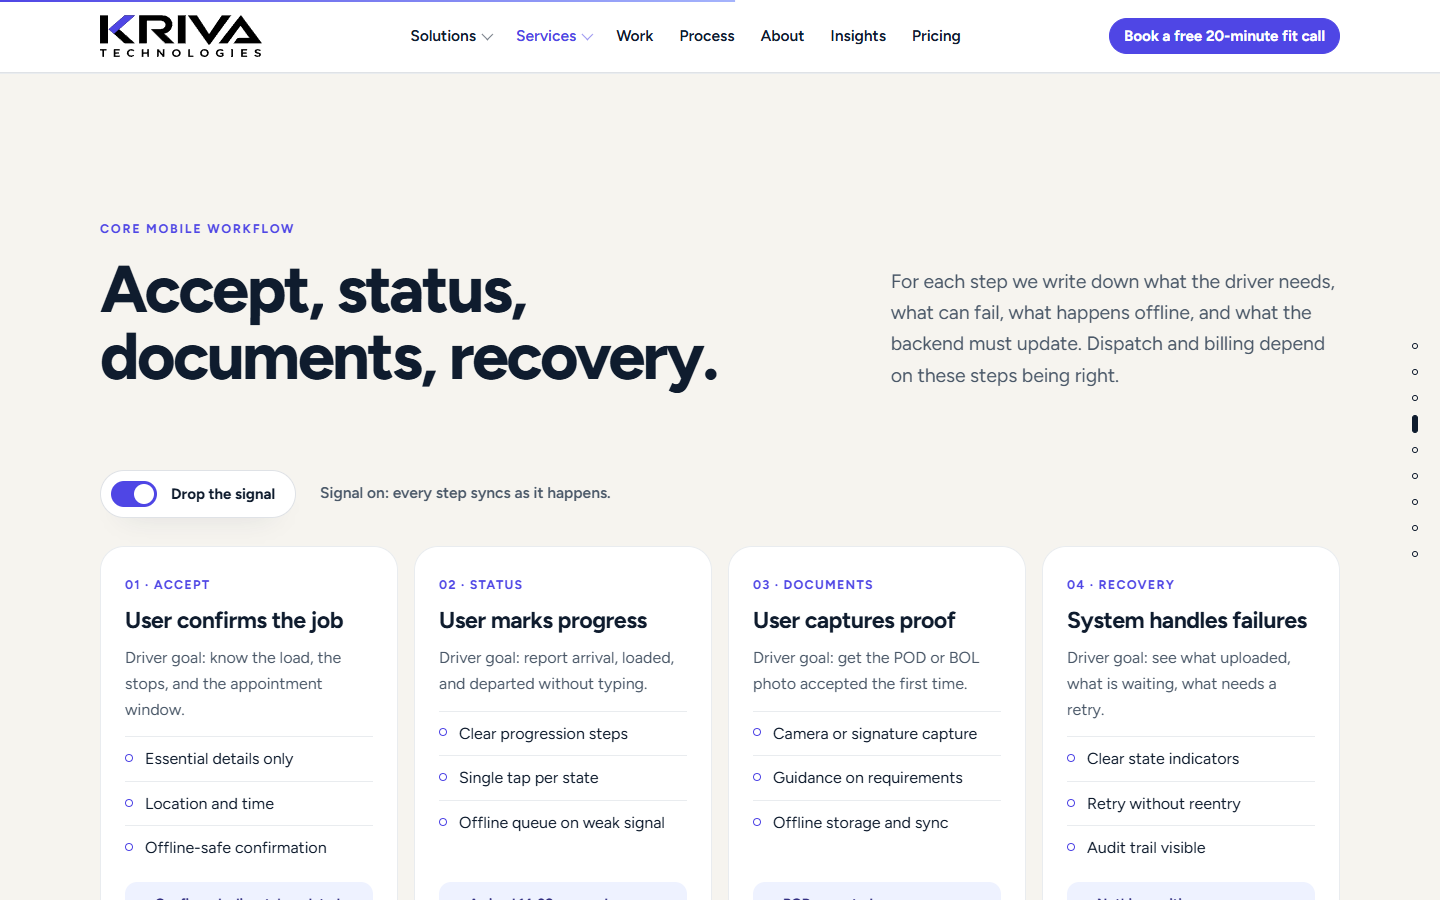 KRIVA
TECHNOLOGIES
Solutions
Services
Work
Process
About
Insights
Pricing
Book a free 20-minute fit call
CORE MOBILE WORKFLOW
Accept, status,
documents, recovery.
For each step we write down what the driver needs,
what can fail, what happens offline, and what the
backend must update. Dispatch and billing depend
on these steps being right.
Drop the signal
Signal on: every step syncs as it happens.
01 · ACCEPT
User confirms the job
Driver goal: know the load, the
stops, and the appointment
window.
Essential details only
Location and time
Offline-safe confirmation
02 · STATUS
User marks progress
Driver goal: report arrival, loaded,
and departed without typing.
Clear progression steps
Single tap per state
Offline queue on weak signal
03 · DOCUMENTS
User captures proof
Driver goal: get the POD or BOL
photo accepted the first time.
Camera or signature capture
Guidance on requirements
Offline storage and sync
04 · RECOVERY
System handles failures
Driver goal: see what uploaded,
what is waiting, what needs a
retry.
Clear state indicators
Retry without reentry
Audit trail visible